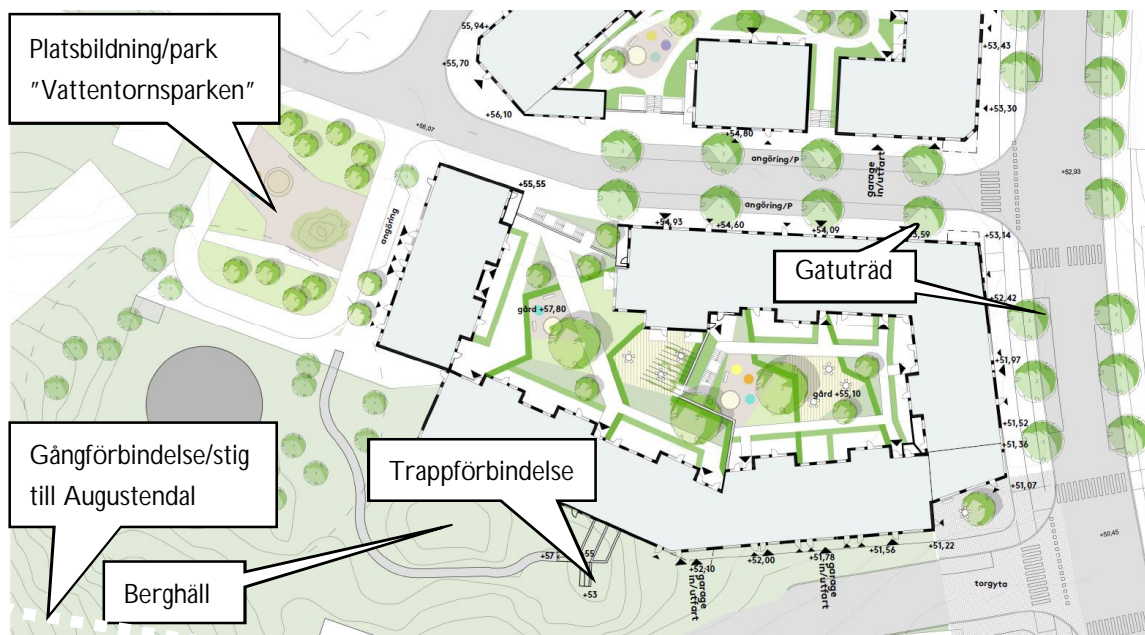 Platsbildning/park
"Vattentornsparken"
55,94+
+55,70
+56,10
+56,07
+54,80
angöring/P
garage
in/utfart
+53,43
+53,30
+52,93
+55,55
angöring
angöring/P
+54,93
+54,60
+54,09
+53,14
Gatuträd
+52,42
gård +57,80
gård +55,10
+51,97
+51,52
+51,36
+51,07
Gångförbindelse/stig
till Augustendal
Trappförbindelse
Berghäll
+57
55
+53
+52,10
garage
in/utfart
+52,00
+51,78
garage
in/utfart
+51,56
+51,22
torgyta
+50,45